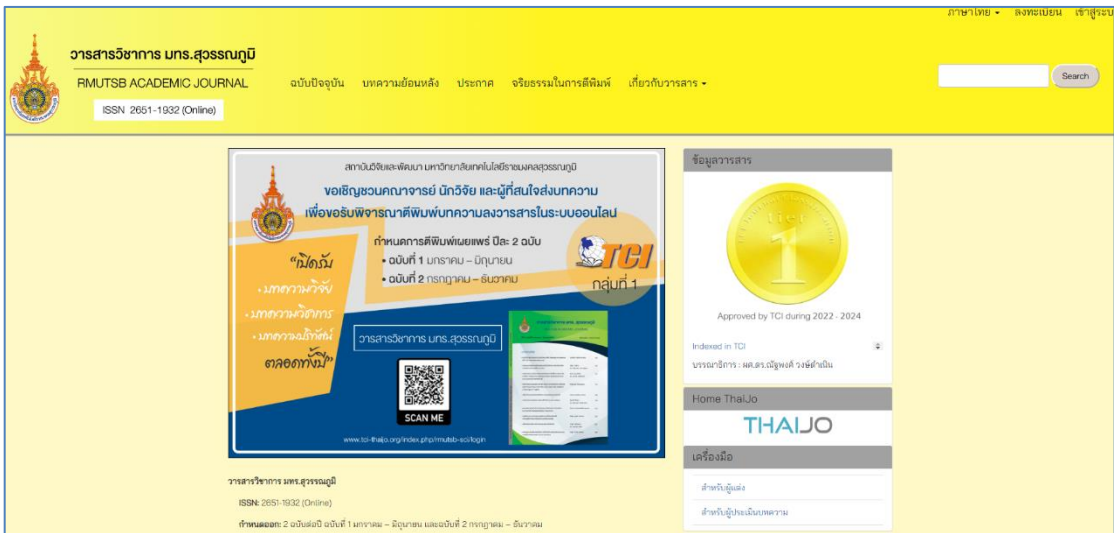 ภาษาไทย ลงทะเบียน เข้าสู่ระบ
วารสารวิชาการ มทร.สุวรรณภูมิ
RMUTSB ACADEMIC JOURNAL
ISSN 2651-1932 (Online)
ฉบับปัจจุบัน บทความย้อนหลัง ประกาศ จริยธรรมในการตีพิมพ์ เกี่ยวกับวารสาร
Search
สถาบันวิจัยและพัฒนา มหาวิทยาลัยเทคโนโลยีราชมงคลสุวรรณภูมิ
ขอเชิญชวนคณาจารย์ นักวิจัย และผู้ที่สนใจส่งบทความ
เพื่อขอรับพิจารณาตีพิมพ์บทความลงวารสารในระบบออนไลน์
กำหนดการตีพิมพ์เผยแพร่ ปีละ 2 ฉบับ
• ฉบับที่ 1 มกราคม – มิถุนายน
• ฉบับที่ 2 กรกฎาคม – ธันวาคม
TCI
กลุ่มที่ 1
“เปิดรับ
• บทความวิจัย
• บทความวิชาการ
• บทความปริทัศน์
ตลอดทั้งปี”
วารสารวิชาการ มทร.สุวรรณภูมิ
SCAN ME
www.tci-thaijo.org/index.php/rmutsb-sci/login
วารสารวิชาการ มทร.สุวรรณภูมิ
ISSN: 2651-1932 (Online)
กำหนดออก: 2 ฉบับต่อปี ฉบับที่ 1 มกราคม – มิถุนายน และฉบับที่ 2 กรกฎาคม – ธันวาคม
ข้อมูลวารสาร
tier
1
Approved by TCI during 2022 - 2024
Indexed in TCI
บรรณาธิการ : ผศ.ดร.ณัฐพงศ์ วงษ์ดำเนิน
Home ThaiJo
THAIJO
เครื่องมือ
สำหรับผู้แต่ง
สำหรับผู้ประเมินบทความ